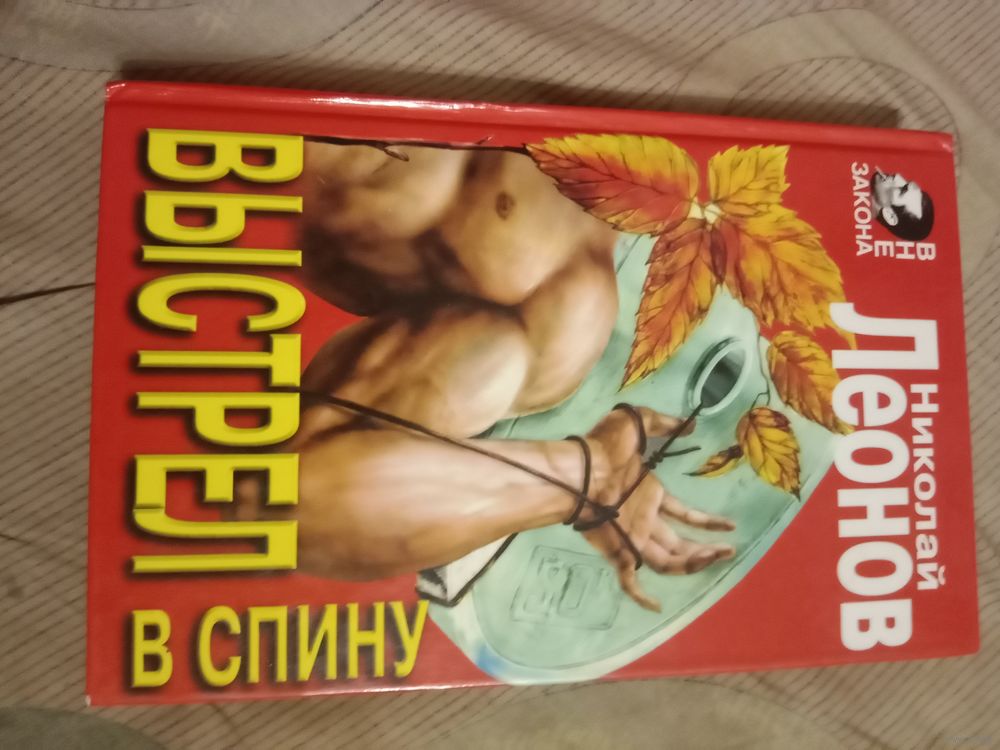 В
НЕ
ЗАКОНА
Николай
Леонов
ВЫСТРЕЛ
В СПИНУ